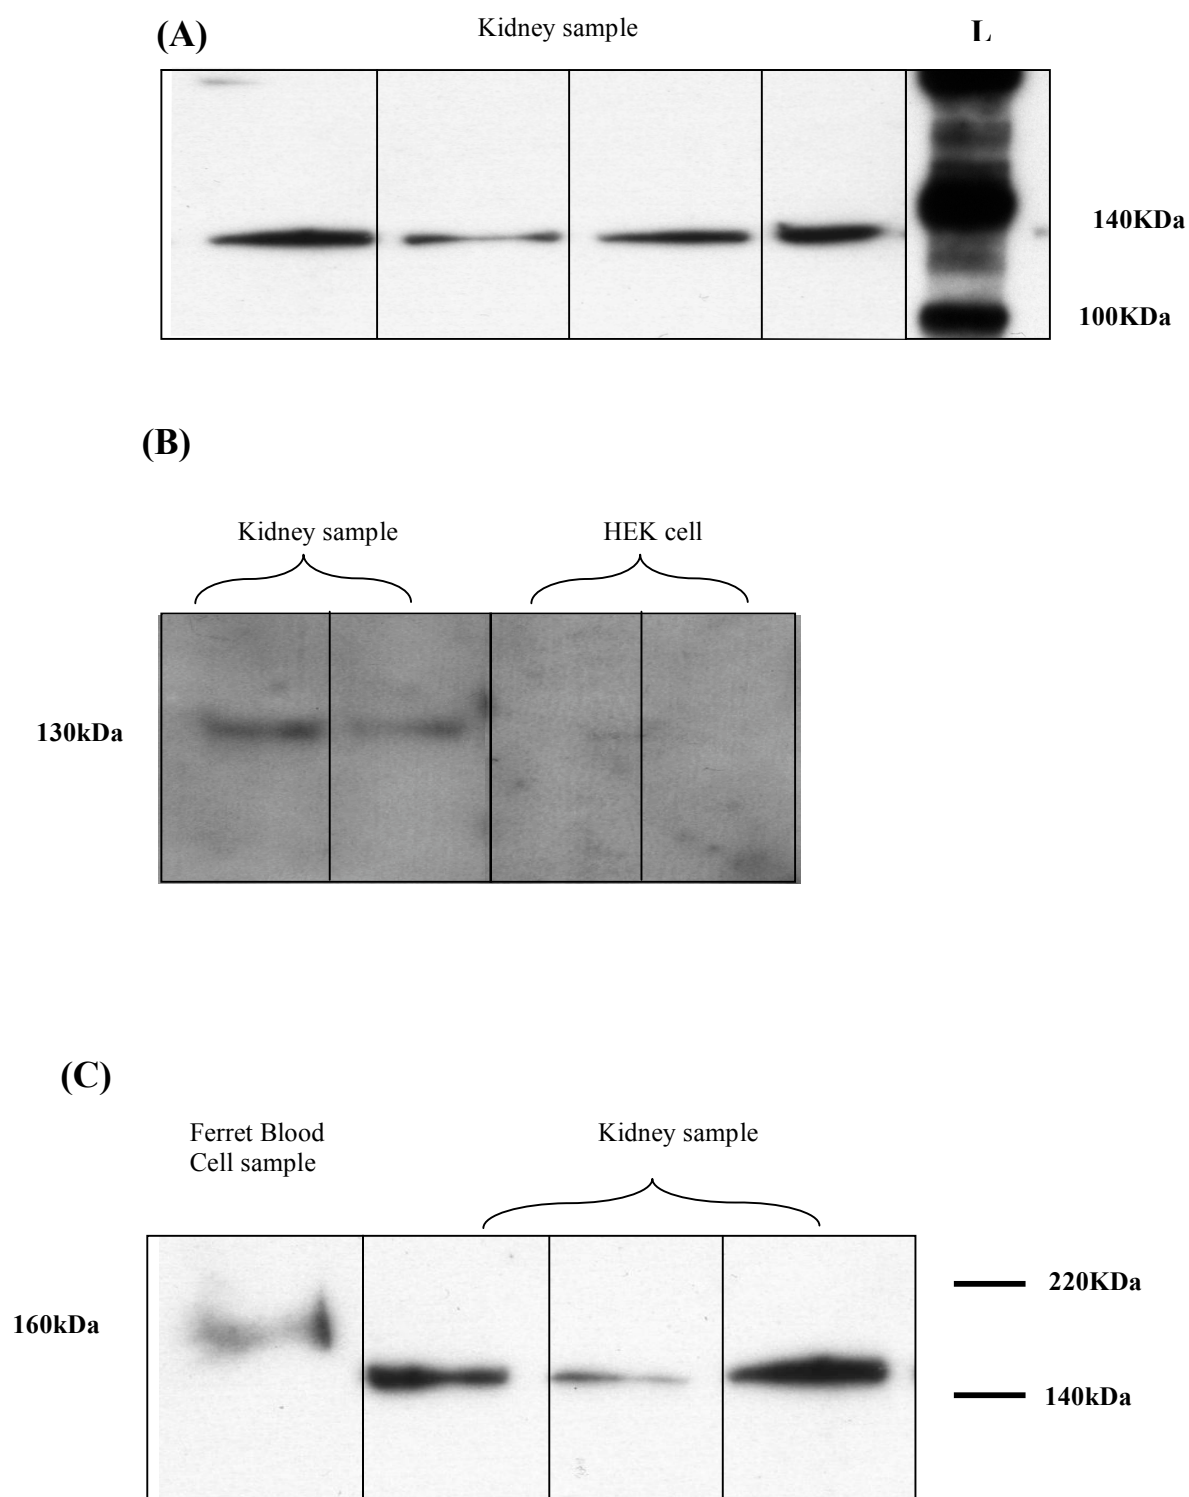 (A)
Kidney sample
L
140KDa
100KDa
(B)
Kidney sample
HEK cell
130kDa
(C)
Ferret Blood
Cell sample
Kidney sample
160kDa
220KDa
140kDa